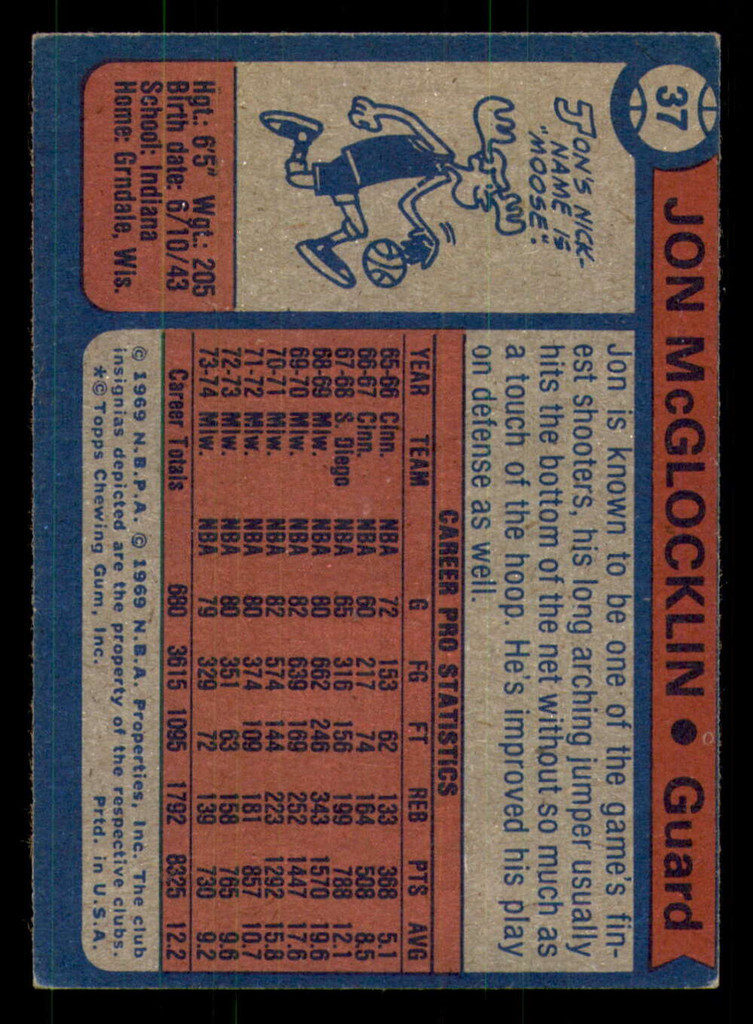 37
JON McGLOCKLIN • Guard
JON'S NICK-
NAME IS
"MOOSE".
Hgt.: 6'5" Wgt.: 205
Birth date: 6/10/43
School: Indiana
Home: Grndale, Wis.
Jon is known to be one of the game's fin-
est shooters, his long arching jumper usually
hits the bottom of the net without so much as
a touch of the hoop. He's improved his play
on defense as well.
CAREER PRO STATISTICS
YEAR TEAM G FG FT REB PTS AVG
65-66 Cinn. NBA 72 153 62 133 368 5.1
66-67 Cinn. NBA 60 217 74 164 508 8.5
67-68 S. Diego NBA 65 316 156 199 788 12.1
68-69 Milw. NBA 80 662 246 343 1570 19.6
69-70 Milw. NBA 82 639 169 252 1447 17.6
70-71 Milw. NBA 82 574 144 223 1292 15.8
71-72 Milw. NBA 80 374 109 181 857 10.7
72-73 Milw. NBA 80 351 63 158 765 9.6
73-74 Milw. NBA 79 329 72 139 730 9.2
Career Totals 680 3615 1095 1792 8325 12.2
© 1969 N.B.P.A. © 1969 N.B.A. Properties, Inc. The club
insignias depicted are the property of the respective clubs.
*© Topps Chewing Gum, Inc. Prtd. in U.S.A.